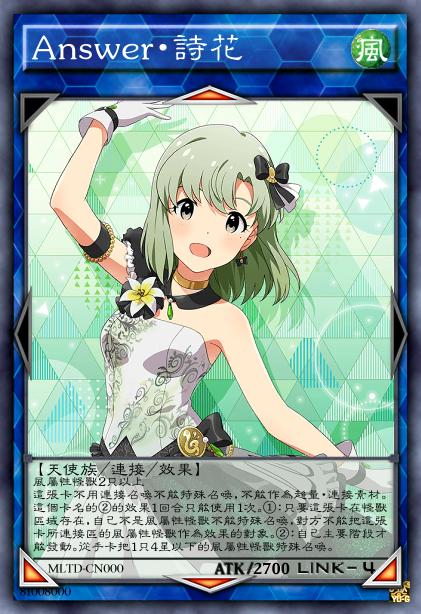 Answer・詩花
風
【天使族／連接／效果】
風屬性怪獸2只以上
這張卡不用連接召喚不能特殊召喚，不能作為超量・連接素材。
這個卡名的②的效果1回合只能使用1次。①：只要這張卡在怪獸
區域存在，自己不是風屬性怪獸不能特殊召喚，對方不能把這張
卡所連接區的風屬性怪獸作為效果的對象。②：自己主要階段才
能發動。從手卡把1只4星以下的風屬性怪獸特殊召喚。
MLTD-CN000
ATK/2700 LINK-4
81008000